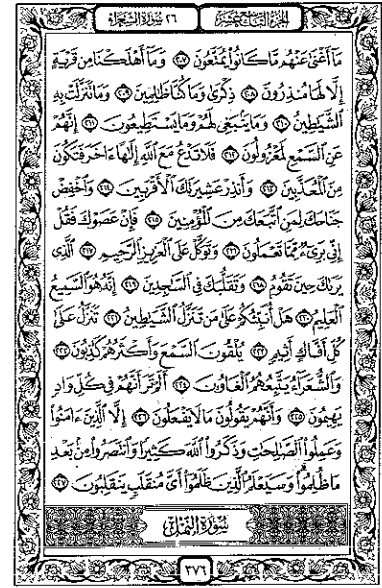 الجزء التاسع عشر ٢٦ سورة الشعراء
مَآ أَغْنَىٰ عَنْهُم مَّا كَانُوا۟ يُمَتَّعُونَ ٢٠٧ وَمَآ أَهْلَكْنَا مِن قَرْيَةٍ
إِلَّا لَهَا مُنذِرُونَ ٢٠٨ ذِكْرَىٰ وَمَا كُنَّا ظَـٰلِمِينَ ٢٠٩ وَمَا تَنَزَّلَتْ بِهِ
ٱلشَّيَـٰطِينُ ٢١٠ وَمَا يَنۢبَغِى لَهُمْ وَمَا يَسْتَطِيعُونَ ٢١١ إِنَّهُمْ
عَنِ ٱلسَّمْعِ لَمَعْزُولُونَ ٢١٢ فَلَا تَدْعُ مَعَ ٱللَّهِ إِلَـٰهًا ءَاخَرَ فَتَكُونَ
مِنَ ٱلْمُعَذَّبِينَ ٢١٣ وَأَنذِرْ عَشِيرَتَكَ ٱلْأَقْرَبِينَ ٢١٤ وَٱخْفِضْ
جَنَاحَكَ لِمَنِ ٱتَّبَعَكَ مِنَ ٱلْمُؤْمِنِينَ ٢١٥ فَإِنْ عَصَوْكَ فَقُلْ
إِنِّى بَرِىٓءٌ مِّمَّا تَعْمَلُونَ ٢١٦ وَتَوَكَّلْ عَلَى ٱلْعَزِيزِ ٱلرَّحِيمِ ٢١٧ ٱلَّذِى
يَرَىٰكَ حِينَ تَقُومُ ٢١٨ وَتَقَلُّبَكَ فِى ٱلسَّـٰجِدِينَ ٢١٩ إِنَّهُۥ هُوَ ٱلسَّمِيعُ
ٱلْعَلِيمُ ٢٢٠ هَلْ أُنَبِّئُكُمْ عَلَىٰ مَن تَنَزَّلُ ٱلشَّيَـٰطِينُ ٢٢١ تَنَزَّلُ عَلَىٰ
كُلِّ أَفَّاكٍ أَثِيمٍ ٢٢٢ يُلْقُونَ ٱلسَّمْعَ وَأَكْثَرُهُمْ كَـٰذِبُونَ ٢٢٣
وَٱلشُّعَرَآءُ يَتَّبِعُهُمُ ٱلْغَاوُۥنَ ٢٢٤ أَلَمْ تَرَ أَنَّهُمْ فِى كُلِّ وَادٍ
يَهِيمُونَ ٢٢٥ وَأَنَّهُمْ يَقُولُونَ مَا لَا يَفْعَلُونَ ٢٢٦ إِلَّا ٱلَّذِينَ ءَامَنُوا۟
وَعَمِلُوا۟ ٱلصَّـٰلِحَـٰتِ وَذَكَرُوا۟ ٱللَّهَ كَثِيرًا وَٱنتَصَرُوا۟ مِنۢ بَعْدِ
مَا ظُلِمُوا۟ وَسَيَعْلَمُ ٱلَّذِينَ ظَلَمُوٓا۟ أَىَّ مُنقَلَبٍ يَنقَلِبُونَ ٢٢٧
سورة النمل
٣٧٦